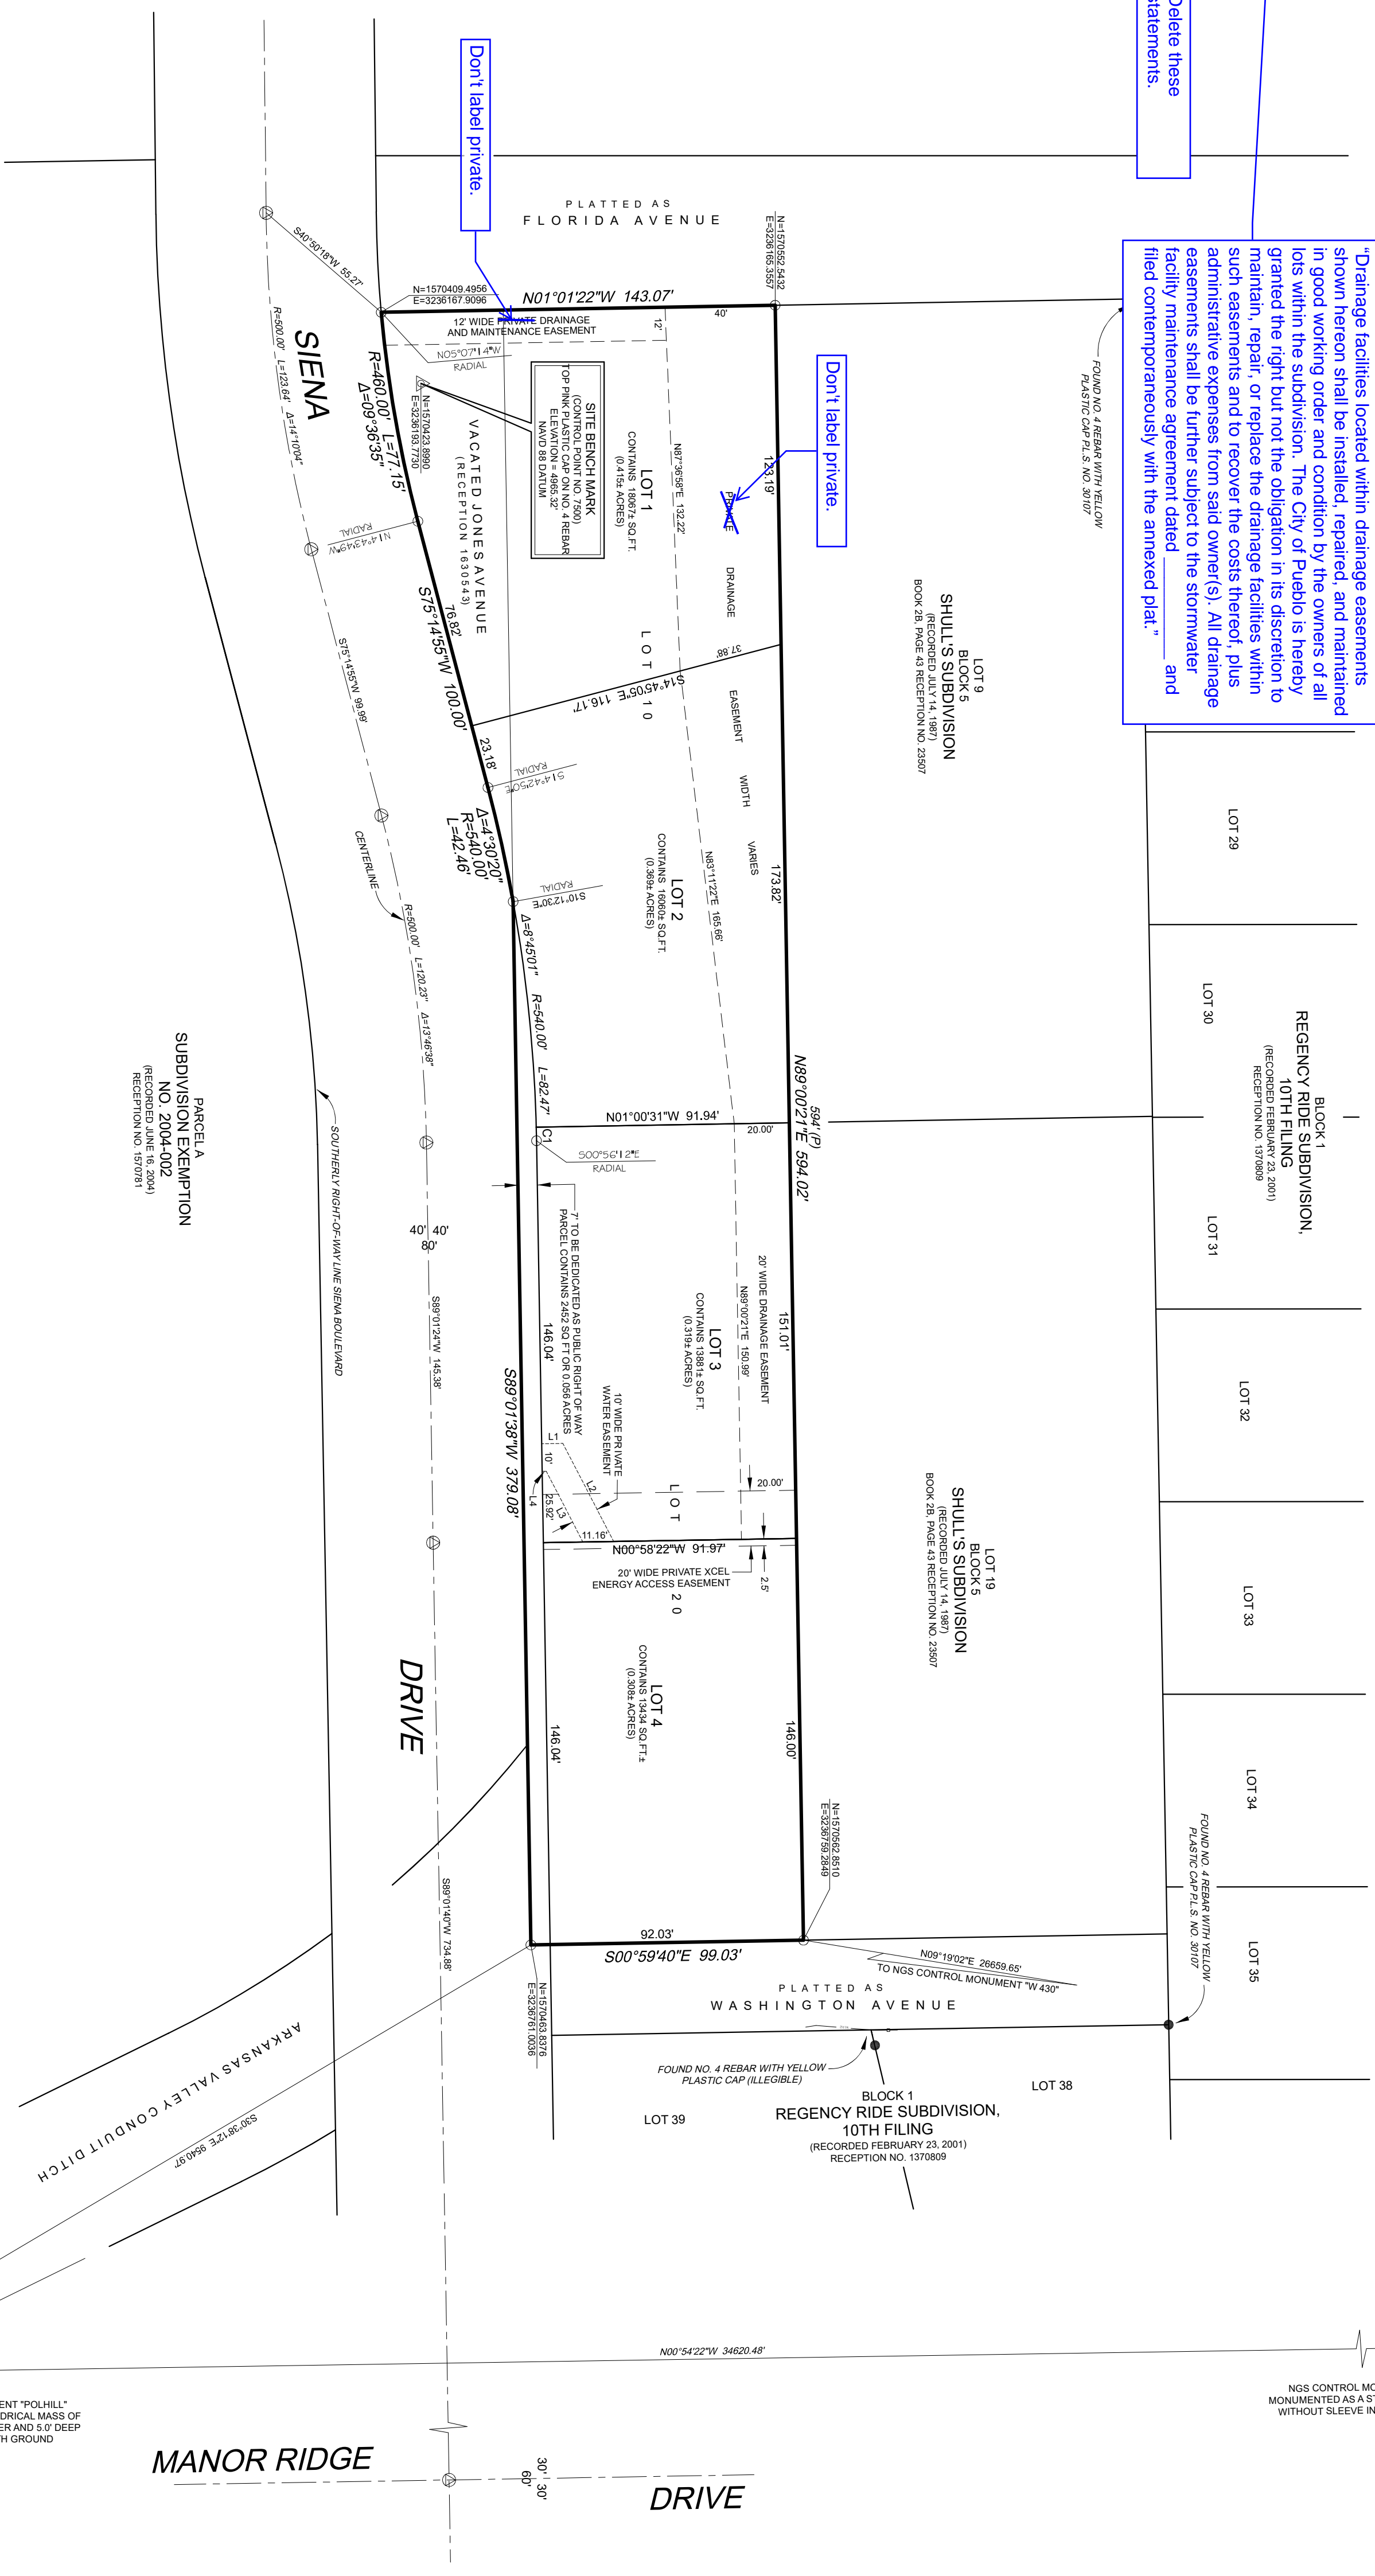 Delete these
statements.
"Drainage facilities located within drainage easements
shown hereon shall be installed, repaired, and maintained
in good working order and condition by the owners of all
lots within the subdivision. The City of Pueblo is hereby
granted the right but not the obligation in its discretion to
maintain, repair, or replace the drainage facilities within
such easements and to recover the costs thereof, plus
administrative expenses from said owner(s). All drainage
easements shall be further subject to the stormwater
facility maintenance agreement dated ________ and
filed contemporaneously with the annexed plat."
Don't label private.
Don't label private.
PLATTED AS
FLORIDA AVENUE
N=1570552.5432
E=3236165.3557
N=1570409.4956
E=3236167.9096
N01°01'22"W 143.07'
40'
12'
12' WIDE PRIVATE DRAINAGE
AND MAINTENANCE EASEMENT
N05°07'14"W
RADIAL
S40°50'18"W 55.27'
SIENA
R=500.00' L=123.64' Δ=14°10'04"
R=460.00' L=77.15'
Δ=09°36'35"
N=1570423.8990
E=3236193.7730
VACATED JONES AVENUE
(RECEPTION 1630543)
SITE BENCH MARK
(CONTROL POINT NO. 7500)
TOP PINK PLASTIC CAP ON NO. 4 REBAR
ELEVATION = 4965.32'
NAVD 88 DATUM
LOT 1
CONTAINS 18067± SQ.FT.
(0.415± ACRES)
N87°36'58"E 132.22'
123.19'
PRIVATE
DRAINAGE
EASEMENT
WIDTH
VARIES
FOUND NO. 4 REBAR WITH YELLOW
PLASTIC CAP P.L.S. NO. 30107
N14°43'49"W
RADIAL
76.82'
S75°14'55"W 100.00'
23.18'
S75°14'55"W 99.99'
LOT 10
37.88'
S14°45'05"E 116.17'
LOT 9
BLOCK 5
SHULL'S SUBDIVISION
(RECORDED JULY 14, 1987)
BOOK 2B, PAGE 43 RECEPTION NO. 23507
S14°42'50"E
RADIAL
Δ=4°30'20"
R=540.00'
L=42.46'
S10°12'30"E
RADIAL
CENTERLINE
R=500.00' L=120.23" Δ=13°46'38"
LOT 2
CONTAINS 16060± SQ.FT.
(0.369± ACRES)
N83°11'22"E 165.66'
173.82'
Δ=8°45'01" R=540.00' L=82.47'
C1
N01°00'31"W 91.94'
20.00'
S00°56'12"E
RADIAL
594' (P)
N89°00'21"E 594.02'
LOT 29
LOT 30
BLOCK 1
REGENCY RIDE SUBDIVISION,
10TH FILING
(RECORDED FEBRUARY 23, 2001)
RECEPTION NO. 1370809
LOT 31
LOT 32
LOT 33
LOT 34
LOT 35
PARCEL A
SUBDIVISION EXEMPTION
NO. 2004-002
(RECORDED JUNE 16, 2004)
RECEPTION NO. 1570781
SOUTHERLY RIGHT-OF-WAY LINE SIENA BOULEVARD
40' 40'
80'
S89°01'24"W 145.38'
7' TO BE DEDICATED AS PUBLIC RIGHT OF WAY
PARCEL CONTAINS 2452 SQ FT OR 0.056 ACRES
146.04'
S89°01'38"W 379.08'
LOT 3
CONTAINS 13881± SQ.FT.
(0.319± ACRES)
N89°00'21"E 150.99'
20' WIDE DRAINAGE EASEMENT
151.01'
10' WIDE PRIVATE
WATER EASEMENT
L1
L2
L3
L4
10'
25.92'
11.16'
20.00'
LOT 20
N00°58'22"W 91.97'
2.5'
20' WIDE PRIVATE XCEL
ENERGY ACCESS EASEMENT
LOT 19
BLOCK 5
SHULL'S SUBDIVISION
(RECORDED JULY 14, 1987)
BOOK 2B, PAGE 43 RECEPTION NO. 23507
DRIVE
LOT 4
CONTAINS 13434 SQ.FT.±
(0.308± ACRES)
146.04'
146.00'
N=1570562.8510
E=3236759.2849
FOUND NO. 4 REBAR WITH YELLOW
PLASTIC CAP P.L.S. NO. 30107
S89°01'40"W 734.88'
92.03'
S00°59'40"E 99.03'
N=1570463.8376
E=3236761.0036
N09°19'02"E 26659.65'
TO NGS CONTROL MONUMENT "W 430"
PLATTED AS
WASHINGTON AVENUE
FOUND NO. 4 REBAR WITH YELLOW
PLASTIC CAP (ILLEGIBLE)
ARKANSAS VALLEY CONDUIT DITCH
S30°38'12"E 9540.97'
LOT 39
BLOCK 1
REGENCY RIDE SUBDIVISION,
10TH FILING
(RECORDED FEBRUARY 23, 2001)
RECEPTION NO. 1370809
LOT 38
N00°54'22"W 34620.48'
ENT "POLHILL"
DRICAL MASS OF
ER AND 5.0' DEEP
H GROUND
NGS CONTROL MO
MONUMENTED AS A ST
WITHOUT SLEEVE IN
MANOR RIDGE
30' 30'
60'
DRIVE